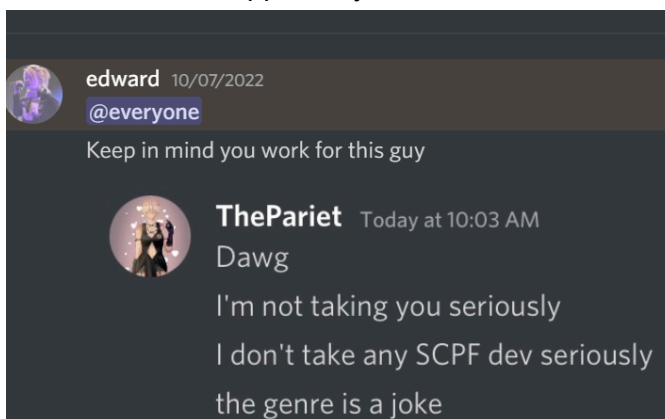 edward 10/07/2022
@everyone
Keep in mind you work for this guy
ThePariet Today at 10:03 AM
Dawg
I'm not taking you seriously
I don't take any SCPF dev seriously
the genre is a joke